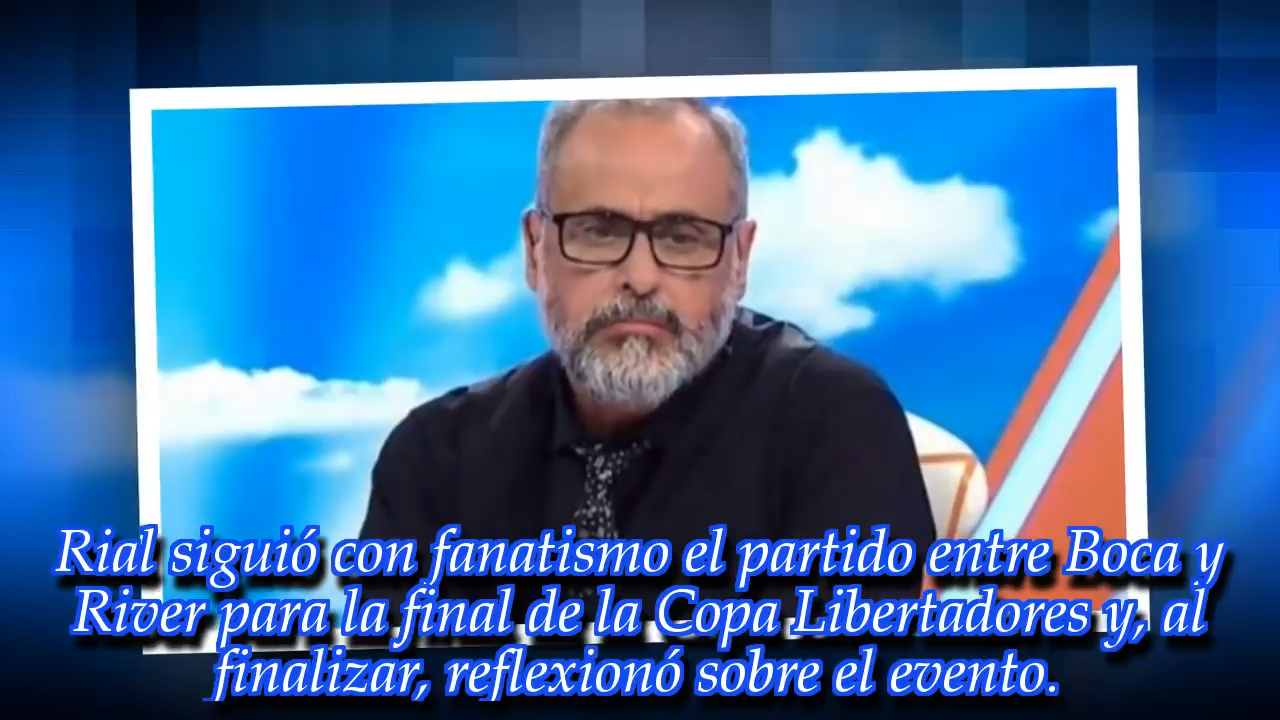 Rial siguió con fanatismo el partido entre Boca y
River para la final de la Copa Libertadores y, al
finalizar, reflexionó sobre el evento.